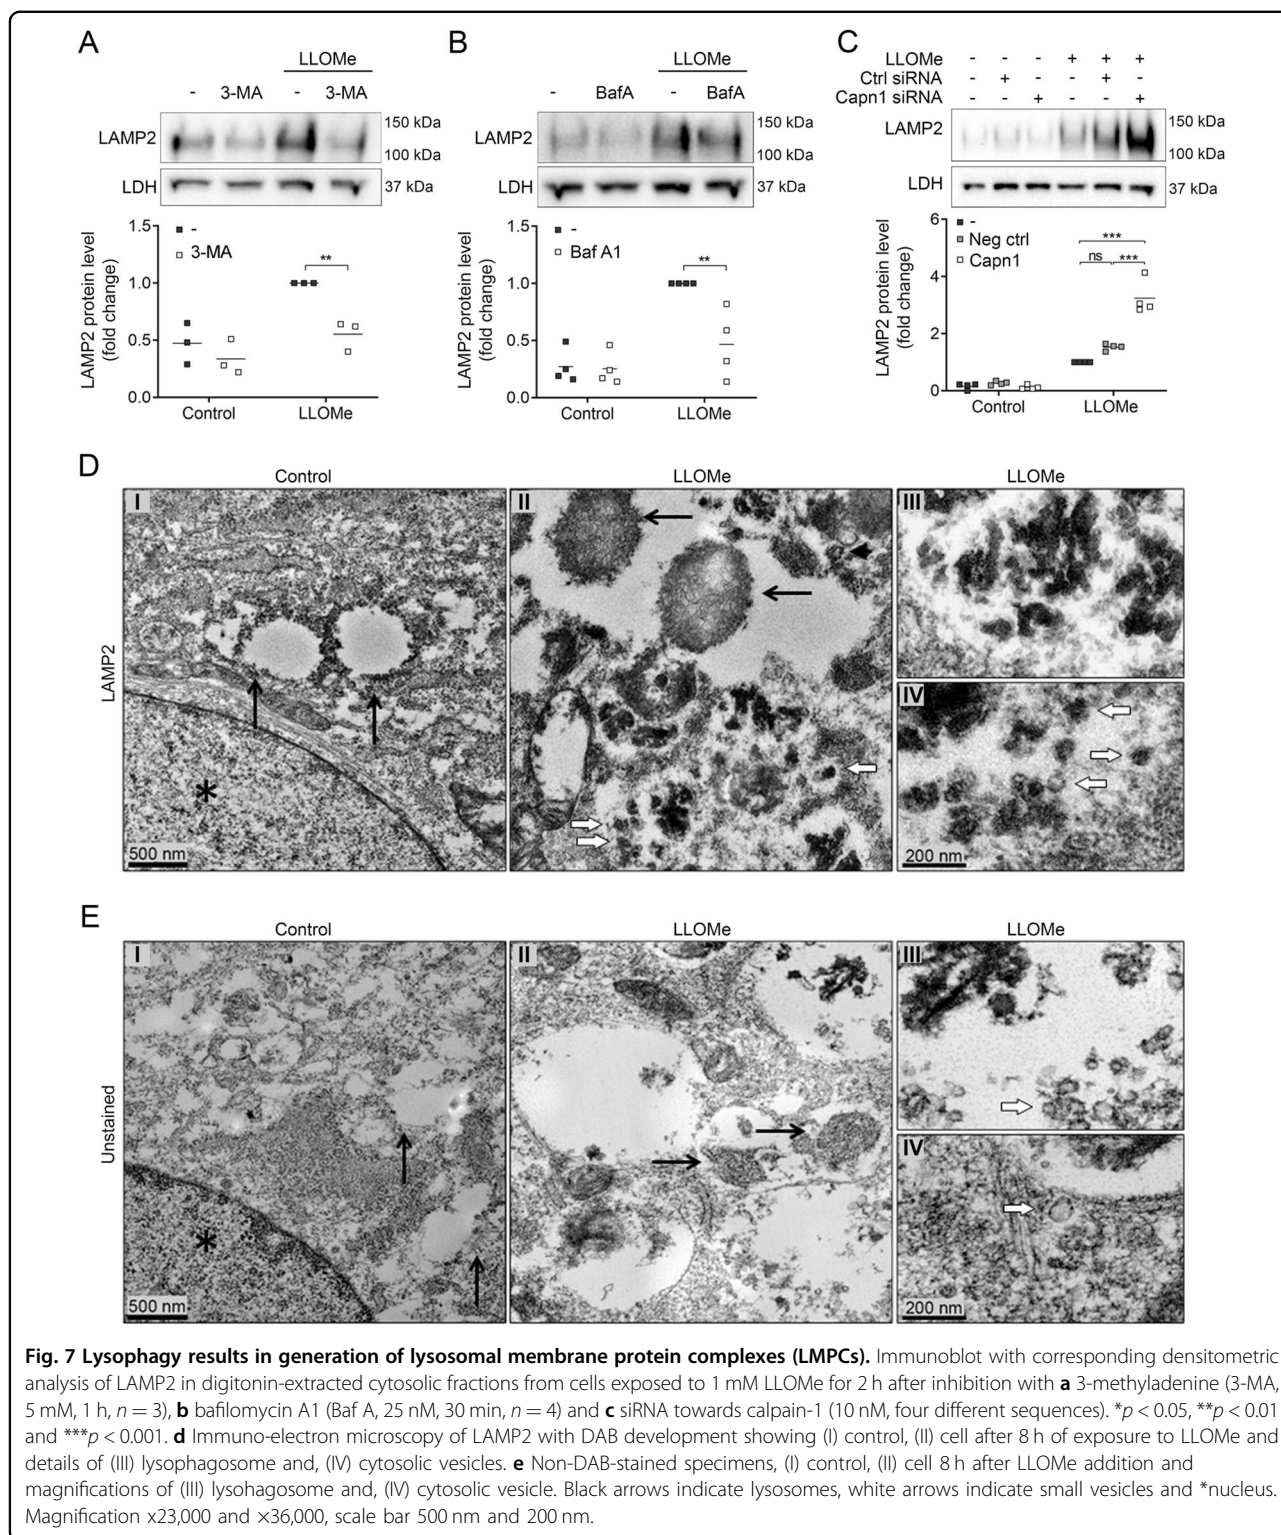 A
LLOMe
- 3-MA - 3-MA
LAMP2
150 kDa
100 kDa
LDH
37 kDa
LAMP2 protein level
(fold change)
1.5
1.0
0.5
0.0
-
3-MA
**
Control LLOMe
B
LLOMe
- BafA - BafA
LAMP2
150 kDa
100 kDa
LDH
37 kDa
LAMP2 protein level
(fold change)
1.5
1.0
0.5
0.0
-
Baf A1
**
Control LLOMe
C
LLOMe - - - + + +
Ctrl siRNA - + - - + -
Capn1 siRNA - - + - - +
LAMP2
150 kDa
100 kDa
LDH
37 kDa
LAMP2 protein level
(fold change)
6
4
2
0
-
Neg ctrl
Capn1
***
ns ***
Control LLOMe
D
Control LLOMe LLOMe
LAMP2
I
*
500 nm
II
III
IV
200 nm
E
Control LLOMe LLOMe
Unstained
I
*
500 nm
II
III
IV
200 nm
Fig. 7 Lysophagy results in generation of lysosomal membrane protein complexes (LMPCs). Immunoblot with corresponding densitometric
analysis of LAMP2 in digitonin-extracted cytosolic fractions from cells exposed to 1 mM LLOMe for 2 h after inhibition with a 3-methyladenine (3-MA,
5 mM, 1 h, n = 3), b bafilomycin A1 (Baf A, 25 nM, 30 min, n = 4) and c siRNA towards calpain-1 (10 nM, four different sequences). *p < 0.05, **p < 0.01
and ***p < 0.001. d Immuno-electron microscopy of LAMP2 with DAB development showing (I) control, (II) cell after 8 h of exposure to LLOMe and
details of (III) lysophagosome and, (IV) cytosolic vesicles. e Non-DAB-stained specimens, (I) control, (II) cell 8 h after LLOMe addition and
magnifications of (III) lysohagosome and, (IV) cytosolic vesicle. Black arrows indicate lysosomes, white arrows indicate small vesicles and *nucleus.
Magnification x23,000 and ×36,000, scale bar 500 nm and 200 nm.